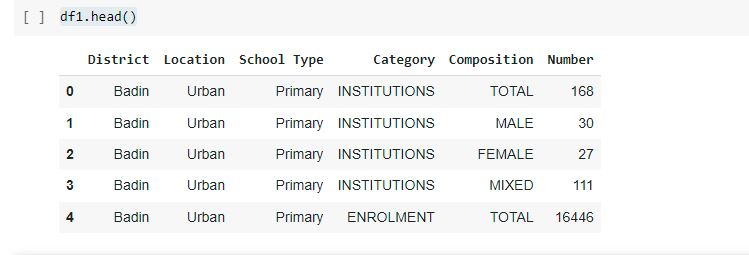 [ ] df1.head()
District Location School Type Category Composition Number
0 Badin Urban Primary INSTITUTIONS TOTAL 168
1 Badin Urban Primary INSTITUTIONS MALE 30
2 Badin Urban Primary INSTITUTIONS FEMALE 27
3 Badin Urban Primary INSTITUTIONS MIXED 111
4 Badin Urban Primary ENROLMENT TOTAL 16446